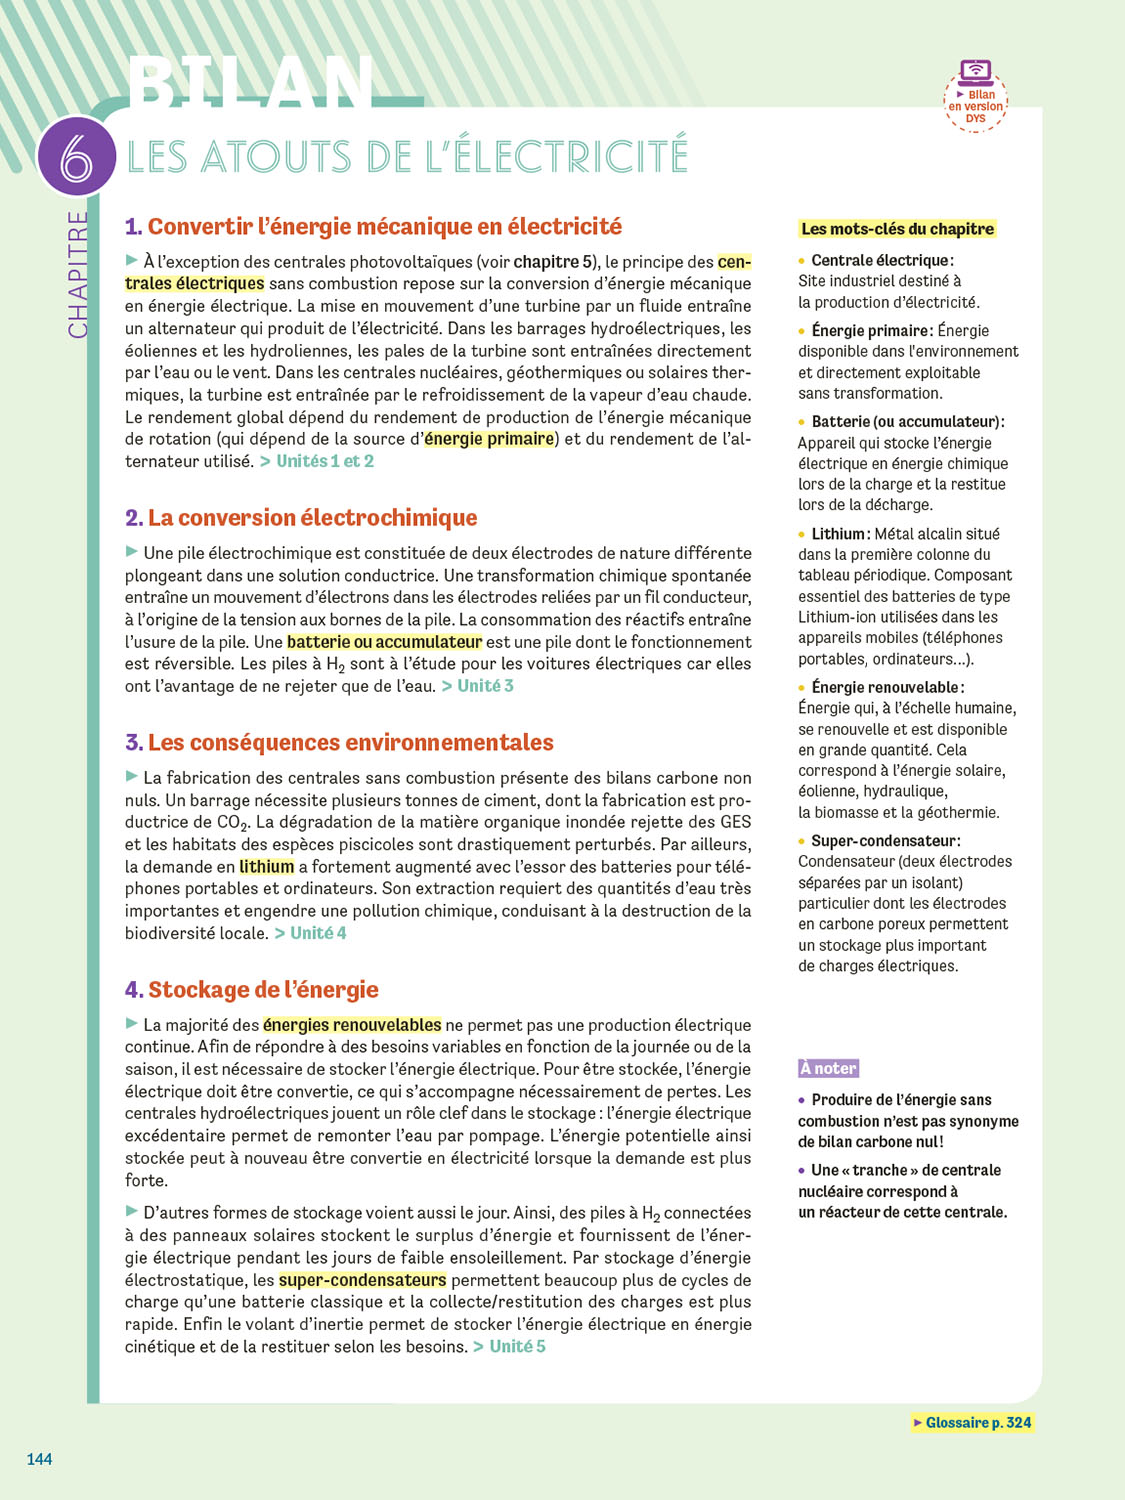 BILAN
▶ Bilan
en version
DYS
6
LES ATOUTS DE L'ÉLECTRICITÉ
CHAPITRE
1. Convertir l'énergie mécanique en électricité
▶ À l'exception des centrales photovoltaïques (voir chapitre 5), le principe des cen-
trales électriques sans combustion repose sur la conversion d'énergie mécanique
en énergie électrique. La mise en mouvement d'une turbine par un fluide entraîne
un alternateur qui produit de l'électricité. Dans les barrages hydroélectriques, les
éoliennes et les hydroliennes, les pales de la turbine sont entraînées directement
par l'eau ou le vent. Dans les centrales nucléaires, géothermiques ou solaires ther-
miques, la turbine est entraînée par le refroidissement de la vapeur d'eau chaude.
Le rendement global dépend du rendement de production de l'énergie mécanique
de rotation (qui dépend de la source d'énergie primaire) et du rendement de l'al-
ternateur utilisé. > Unités 1 et 2
2. La conversion électrochimique
▶ Une pile électrochimique est constituée de deux électrodes de nature différente
plongeant dans une solution conductrice. Une transformation chimique spontanée
entraîne un mouvement d'électrons dans les électrodes reliées par un fil conducteur,
à l'origine de la tension aux bornes de la pile. La consommation des réactifs entraîne
l'usure de la pile. Une batterie ou accumulateur est une pile dont le fonctionnement
est réversible. Les piles à H₂ sont à l'étude pour les voitures électriques car elles
ont l'avantage de ne rejeter que de l'eau. > Unité 3
3. Les conséquences environnementales
▶ La fabrication des centrales sans combustion présente des bilans carbone non
nuls. Un barrage nécessite plusieurs tonnes de ciment, dont la fabrication est pro-
ductrice de CO₂. La dégradation de la matière organique inondée rejette des GES
et les habitats des espèces piscicoles sont drastiquement perturbés. Par ailleurs,
la demande en lithium a fortement augmenté avec l'essor des batteries pour télé-
phones portables et ordinateurs. Son extraction requiert des quantités d'eau très
importantes et engendre une pollution chimique, conduisant à la destruction de la
biodiversité locale. > Unité 4
4. Stockage de l'énergie
▶ La majorité des énergies renouvelables ne permet pas une production électrique
continue. Afin de répondre à des besoins variables en fonction de la journée ou de la
saison, il est nécessaire de stocker l'énergie électrique. Pour être stockée, l'énergie
électrique doit être convertie, ce qui s'accompagne nécessairement de pertes. Les
centrales hydroélectriques jouent un rôle clef dans le stockage : l'énergie électrique
excédentaire permet de remonter l'eau par pompage. L'énergie potentielle ainsi
stockée peut à nouveau être convertie en électricité lorsque la demande est plus
forte.
▶ D'autres formes de stockage voient aussi le jour. Ainsi, des piles à H₂ connectées
à des panneaux solaires stockent le surplus d'énergie et fournissent de l'éner-
gie électrique pendant les jours de faible ensoleillement. Par stockage d'énergie
électrostatique, les super-condensateurs permettent beaucoup plus de cycles de
charge qu'une batterie classique et la collecte/restitution des charges est plus
rapide. Enfin le volant d'inertie permet de stocker l'énergie électrique en énergie
cinétique et de la restituer selon les besoins. > Unité 5
Les mots-clés du chapitre
• Centrale électrique :
Site industriel destiné à
la production d'électricité.
• Énergie primaire : Énergie
disponible dans l'environnement
et directement exploitable
sans transformation.
• Batterie (ou accumulateur) :
Appareil qui stocke l'énergie
électrique en énergie chimique
lors de la charge et la restitue
lors de la décharge.
• Lithium : Métal alcalin situé
dans la première colonne du
tableau périodique. Composant
essentiel des batteries de type
Lithium-ion utilisées dans les
appareils mobiles (téléphones
portables, ordinateurs...).
• Énergie renouvelable :
Énergie qui, à l'échelle humaine,
se renouvelle et est disponible
en grande quantité. Cela
correspond à l'énergie solaire,
éolienne, hydraulique,
la biomasse et la géothermie.
• Super-condensateur :
Condensateur (deux électrodes
séparées par un isolant)
particulier dont les électrodes
en carbone poreux permettent
un stockage plus important
de charges électriques.
À noter
• Produire de l'énergie sans
combustion n'est pas synonyme
de bilan carbone nul !
• Une « tranche » de centrale
nucléaire correspond à
un réacteur de cette centrale.
▶ Glossaire p. 324
144